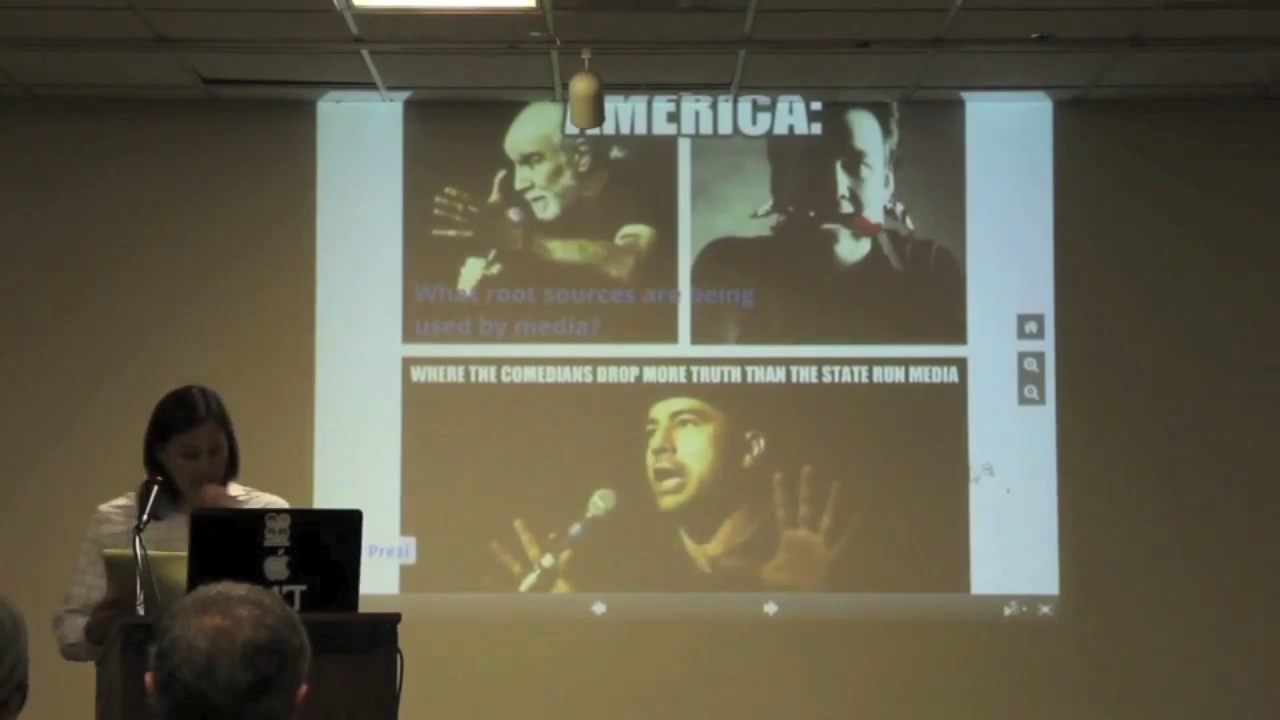 AMERICA:
What root sources are being
used by media?
WHERE THE COMEDIANS DROP MORE TRUTH THAN THE STATE RUN MEDIA
Prezi